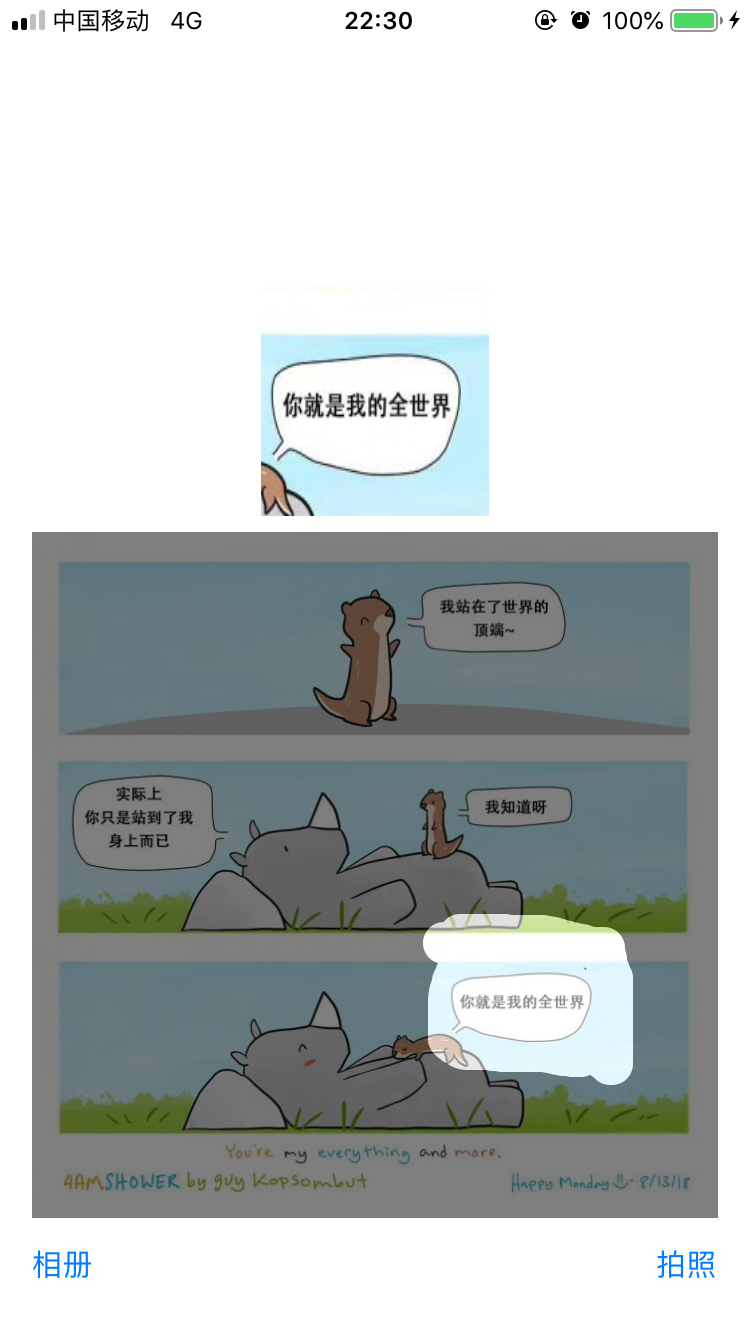 中国移动 4G 22:30 100%
你就是我的全世界
我站在了世界的
顶端~
实际上
你只是站到了我
身上而已
我知道呀
你就是我的全世界
You're my everything and more.
4AMSHOWER by guy kopsombut
Happy Monday 8/13/18
相册 拍照